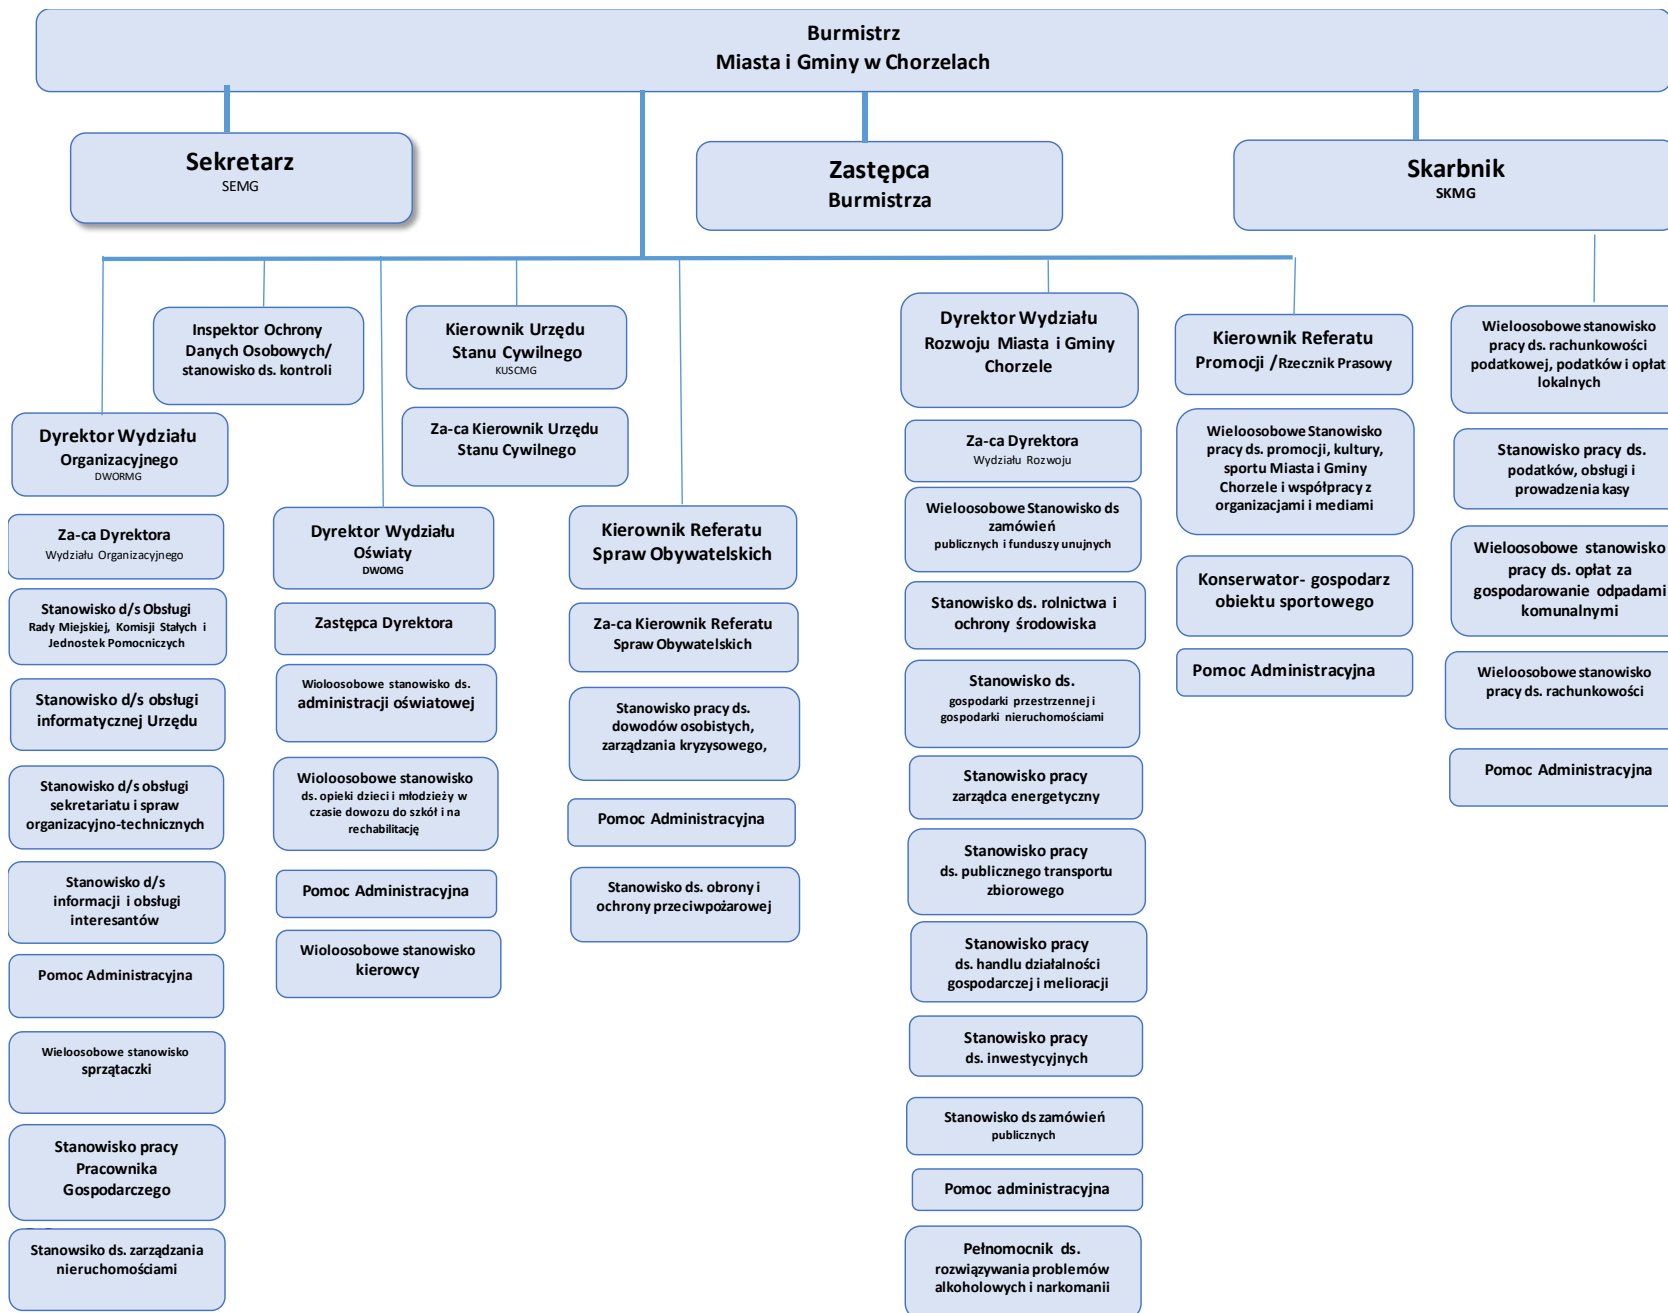 Burmistrz
Miasta i Gminy w Chorzelach
Sekretarz
SEMG
Zastępca
Burmistrza
Skarbnik
SKMG
Inspektor Ochrony
Danych Osobowych/
stanowisko ds. kontroli
Kierownik Urzędu
Stanu Cywilnego
KUSCMG
Za-ca Kierownik Urzędu
Stanu Cywilnego
Dyrektor Wydziału
Organizacyjnego
DWORMG
Za-ca Dyrektora
Wydziału Organizacyjnego
Stanowisko d/s Obsługi
Rady Miejskiej, Komisji Stałych i
Jednostek Pomocniczych
Stanowisko d/s obsługi
informatycznej Urzędu
Stanowisko d/s obsługi
sekretariatu i spraw
organizacyjno-technicznych
Stanowisko d/s
informacji i obsługi
interesantów
Pomoc Administracyjna
Wieloosobowe stanowisko
sprzątaczki
Stanowisko pracy
Pracownika
Gospodarczego
Stanowsiko ds. zarządzania
nieruchomościami
Dyrektor Wydziału
Oświaty
DWOMG
Zastępca Dyrektora
Wioloosobowe stanowisko ds.
administracji oświatowej
Wioloosobowe stanowisko
ds. opieki dzieci i młodzieży w
czasie dowozu do szkół i na
rechabilitację
Pomoc Administracyjna
Wioloosobowe stanowisko
kierowcy
Kierownik Referatu
Spraw Obywatelskich
Za-ca Kierownik Referatu
Spraw Obywatelskich
Stanowisko pracy ds.
dowodów osobistych,
zarządzania kryzysowego,
Pomoc Administracyjna
Stanowisko ds. obrony i
ochrony przeciwpożarowej
Dyrektor Wydziału
Rozwoju Miasta i Gminy
Chorzele
Za-ca Dyrektora
Wydziału Rozwoju
Wieloosobowe Stanowisko ds
zamówień
publicznych i funduszy unujnych
Stanowisko ds. rolnictwa i
ochrony środowiska
Stanowisko ds.
gospodarki przestrzennej i
gospodarki nieruchomościami
Stanowisko pracy
zarządca energetyczny
Stanowisko pracy
ds. publicznego transportu
zbiorowego
Stanowisko pracy
ds. handlu działalności
gospodarczej i melioracji
Stanowisko pracy
ds. inwestycyjnych
Stanowisko ds zamówień
publicznych
Pomoc administracyjna
Pełnomocnik ds.
rozwiązywania problemów
alkoholowych i narkomanii
Kierownik Referatu
Promocji /Rzecznik Prasowy
Wieloosobowe Stanowisko
pracy ds. promocji, kultury,
sportu Miasta i Gminy
Chorzele i współpracy z
organizacjami i mediami
Konserwator- gospodarz
obiektu sportowego
Pomoc Administracyjna
Wieloosobowe stanowisko
pracy ds. rachunkowości
podatkowej, podatków i opłat
lokalnych
Stanowisko pracy ds.
podatków, obsługi i
prowadzenia kasy
Wieloosobowe stanowisko
pracy ds. opłat za
gospodarowanie odpadami
komunalnymi
Wieloosobowe stanowisko
pracy ds. rachunkowości
Pomoc Administracyjna